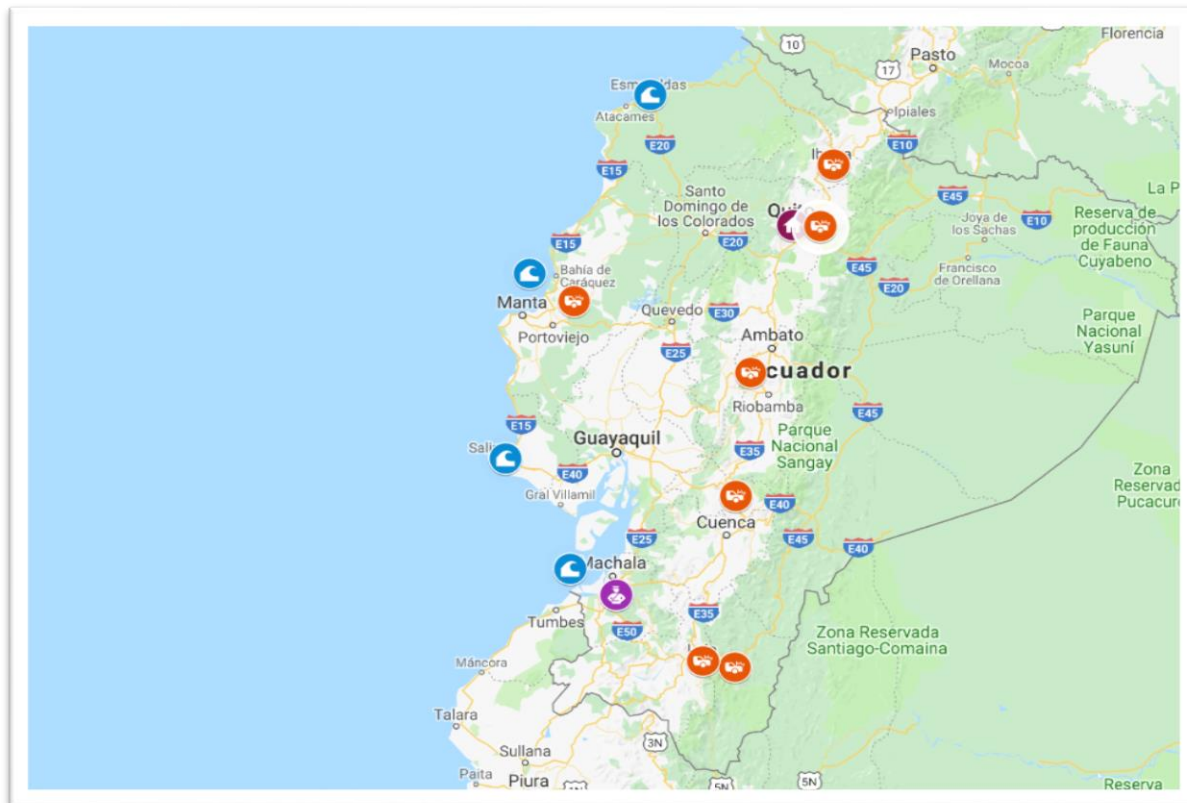 Florencia
10
Pasto
17
Mocoa
Atacames
elpiales
E10
E20
E15
E45
La P
Santo
Domingo de
los Colorados
E10
Joya de
los Sachas
Reserva de
producción
de Fauna
Cuyabeno
E15
E20
E45
Francisco
de Orellana
Bahía de
Caráquez
E20
Manta
Quevedo
E30
Portoviejo
Ambato
Parque
Nacional
Yasuní
E25
cuador
Riobamba
E45
E15
Guayaquil
Parque
Nacional
Sangay
E35
E40
Zona
Reservad
Pucacuro
Gral Villamil
E40
Cuenca
E25
E45
E40
Machala
Tumbes
E35
E50
Zona Reservada
Santiago-Comaina
Máncora
Talara
3N
Sullana
Paita
Piura
5N
5N
Reserva